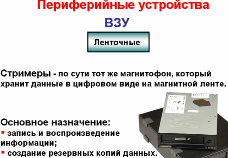 Периферийные устройства
ВЗУ
Ленточные
Стримеры - по сути тот же магнитофон, который
хранит данные в цифровом виде на магнитной ленте.
Основное назначение:
• запись и воспроизведение
информации;
• создание резервных копий данных.